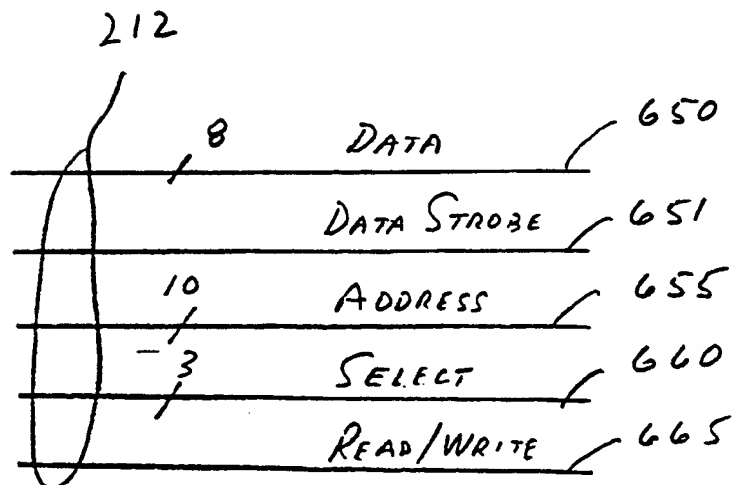 212
8 DATA 650
DATA STROBE 651
10 ADDRESS 655
3 SELECT 660
READ/WRITE 665